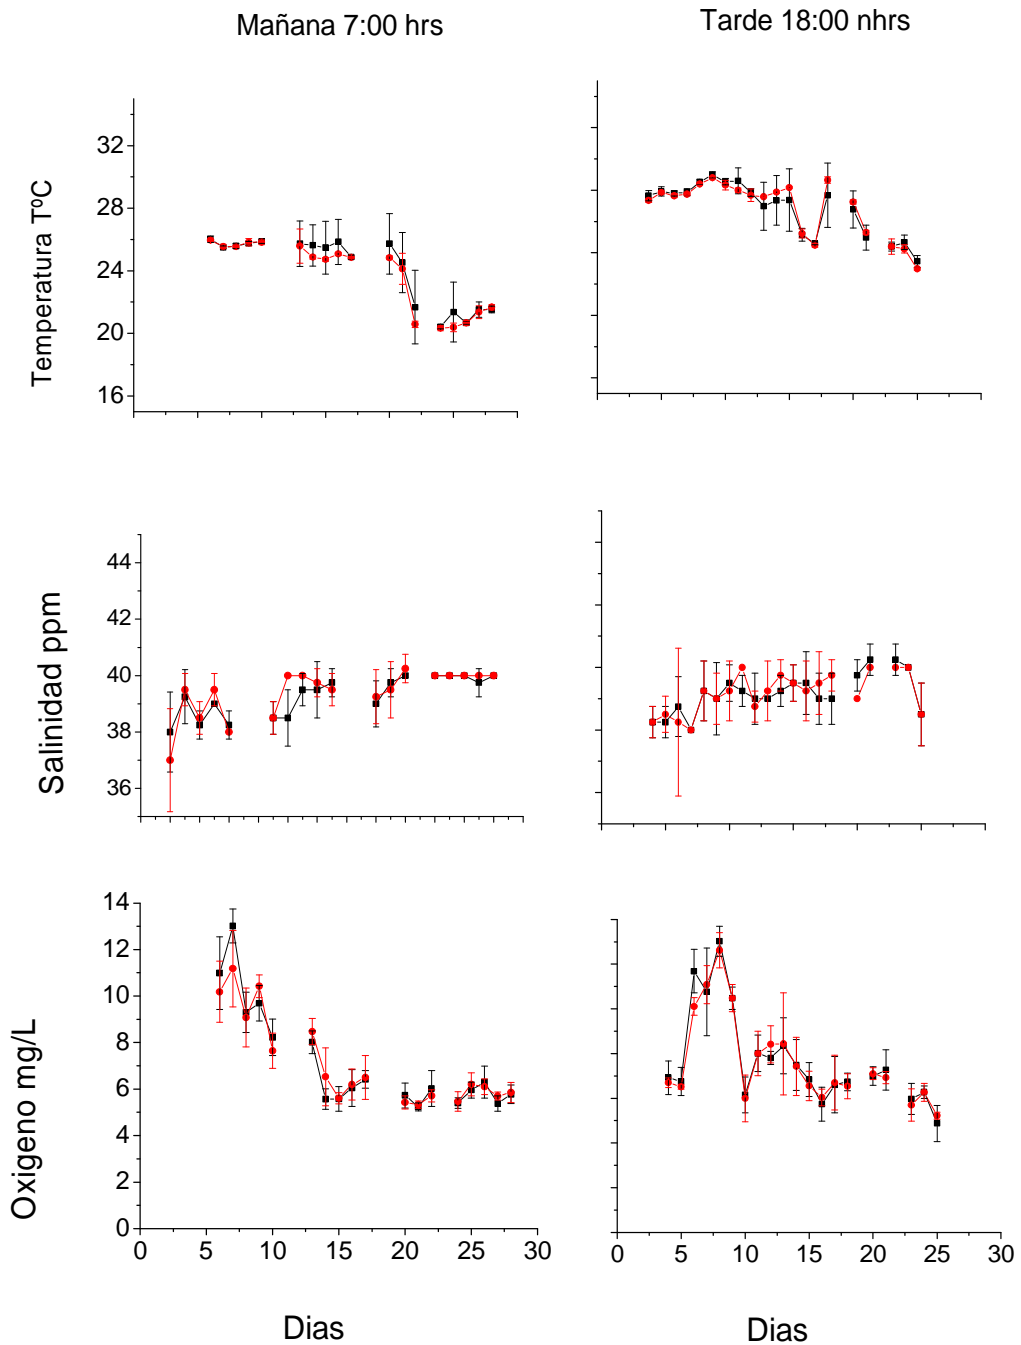 Mañana 7:00 hrs
Tarde 18:00 nhrs
Temperatura TºC
32
28
24
20
16
Salinidad ppm
44
42
40
38
36
Oxigeno mg/L
14
12
10
8
6
4
2
0
0 5 10 15 20 25 30
0 5 10 15 20 25 30
Dias
Dias